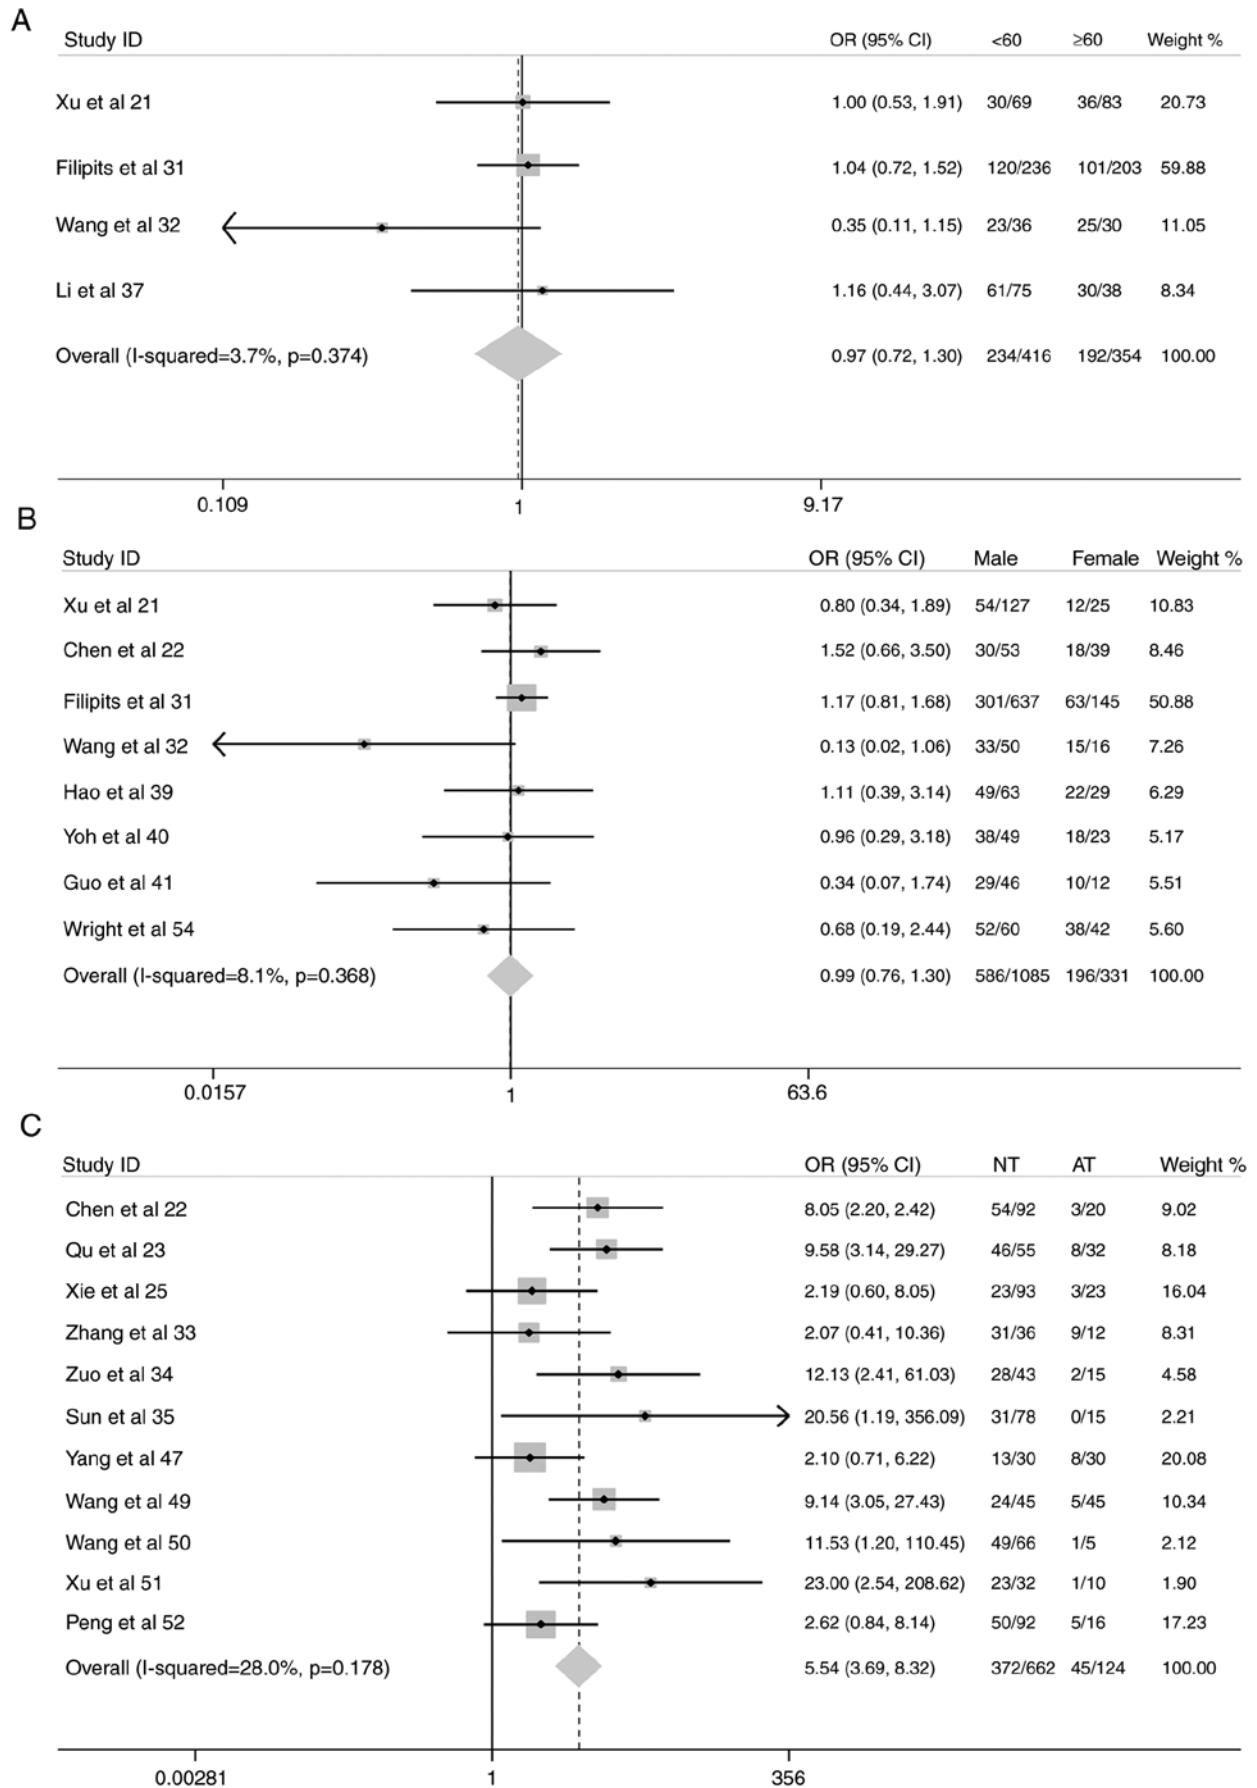 A
Study ID OR (95% CI) <60 ≥60 Weight %
Xu et al 21 1.00 (0.53, 1.91) 30/69 36/83 20.73
Filipits et al 31 1.04 (0.72, 1.52) 120/236 101/203 59.88
Wang et al 32 0.35 (0.11, 1.15) 23/36 25/30 11.05
Li et al 37 1.16 (0.44, 3.07) 61/75 30/38 8.34
Overall (I-squared=3.7%, p=0.374) 0.97 (0.72, 1.30) 234/416 192/354 100.00
0.109 1 9.17
B
Study ID OR (95% CI) Male Female Weight %
Xu et al 21 0.80 (0.34, 1.89) 54/127 12/25 10.83
Chen et al 22 1.52 (0.66, 3.50) 30/53 18/39 8.46
Filipits et al 31 1.17 (0.81, 1.68) 301/637 63/145 50.88
Wang et al 32 0.13 (0.02, 1.06) 33/50 15/16 7.26
Hao et al 39 1.11 (0.39, 3.14) 49/63 22/29 6.29
Yoh et al 40 0.96 (0.29, 3.18) 38/49 18/23 5.17
Guo et al 41 0.34 (0.07, 1.74) 29/46 10/12 5.51
Wright et al 54 0.68 (0.19, 2.44) 52/60 38/42 5.60
Overall (I-squared=8.1%, p=0.368) 0.99 (0.76, 1.30) 586/1085 196/331 100.00
0.0157 1 63.6
C
Study ID OR (95% CI) NT AT Weight %
Chen et al 22 8.05 (2.20, 2.42) 54/92 3/20 9.02
Qu et al 23 9.58 (3.14, 29.27) 46/55 8/32 8.18
Xie et al 25 2.19 (0.60, 8.05) 23/93 3/23 16.04
Zhang et al 33 2.07 (0.41, 10.36) 31/36 9/12 8.31
Zuo et al 34 12.13 (2.41, 61.03) 28/43 2/15 4.58
Sun et al 35 20.56 (1.19, 356.09) 31/78 0/15 2.21
Yang et al 47 2.10 (0.71, 6.22) 13/30 8/30 20.08
Wang et al 49 9.14 (3.05, 27.43) 24/45 5/45 10.34
Wang et al 50 11.53 (1.20, 110.45) 49/66 1/5 2.12
Xu et al 51 23.00 (2.54, 208.62) 23/32 1/10 1.90
Peng et al 52 2.62 (0.84, 8.14) 50/92 5/16 17.23
Overall (I-squared=28.0%, p=0.178) 5.54 (3.69, 8.32) 372/662 45/124 100.00
0.00281 1 356